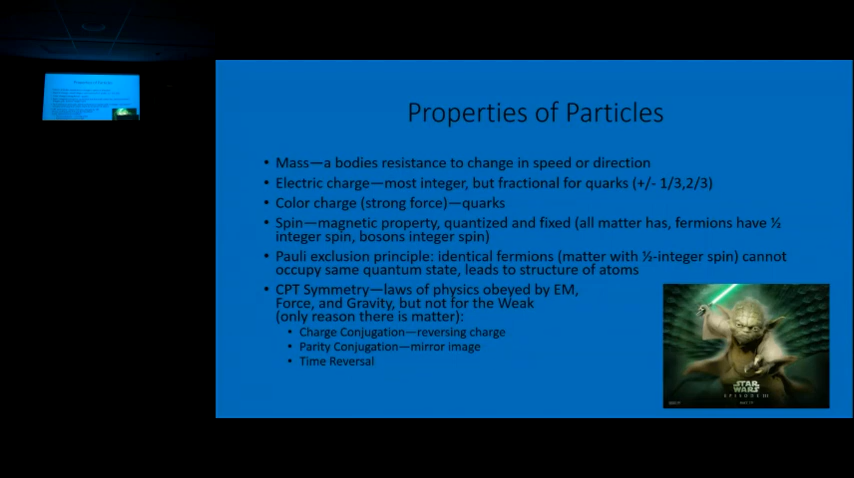 Properties of Particles
• Mass—a bodies resistance to change in speed or direction
• Electric charge—most integer, but fractional for quarks (+/- 1/3,2/3)
• Color charge (strong force)—quarks
• Spin—magnetic property, quantized and fixed (all matter has, fermions have ½
integer spin, bosons integer spin)
• Pauli exclusion principle: identical fermions (matter with ½-integer spin) cannot
occupy same quantum state, leads to structure of atoms
• CPT Symmetry—laws of physics obeyed by EM,
Force, and Gravity, but not for the Weak
(only reason there is matter):
• Charge Conjugation—reversing charge
• Parity Conjugation—mirror image
• Time Reversal
STAR
WARS
EPISODE III